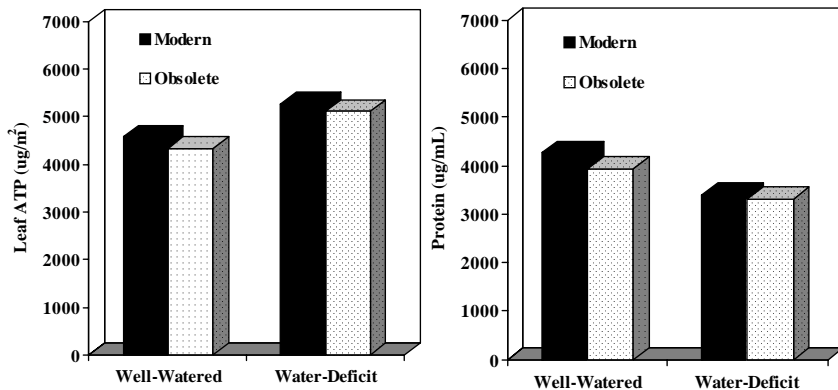 7000
6000
5000
4000
3000
2000
1000
0
Leaf ATP (ug/m²)
Modern
Obsolete
Well-Watered
Water-Deficit
7000
6000
5000
4000
3000
2000
1000
0
Protein (ug/mL)
Modern
Obsolete
Well-Watered
Water-Deficit